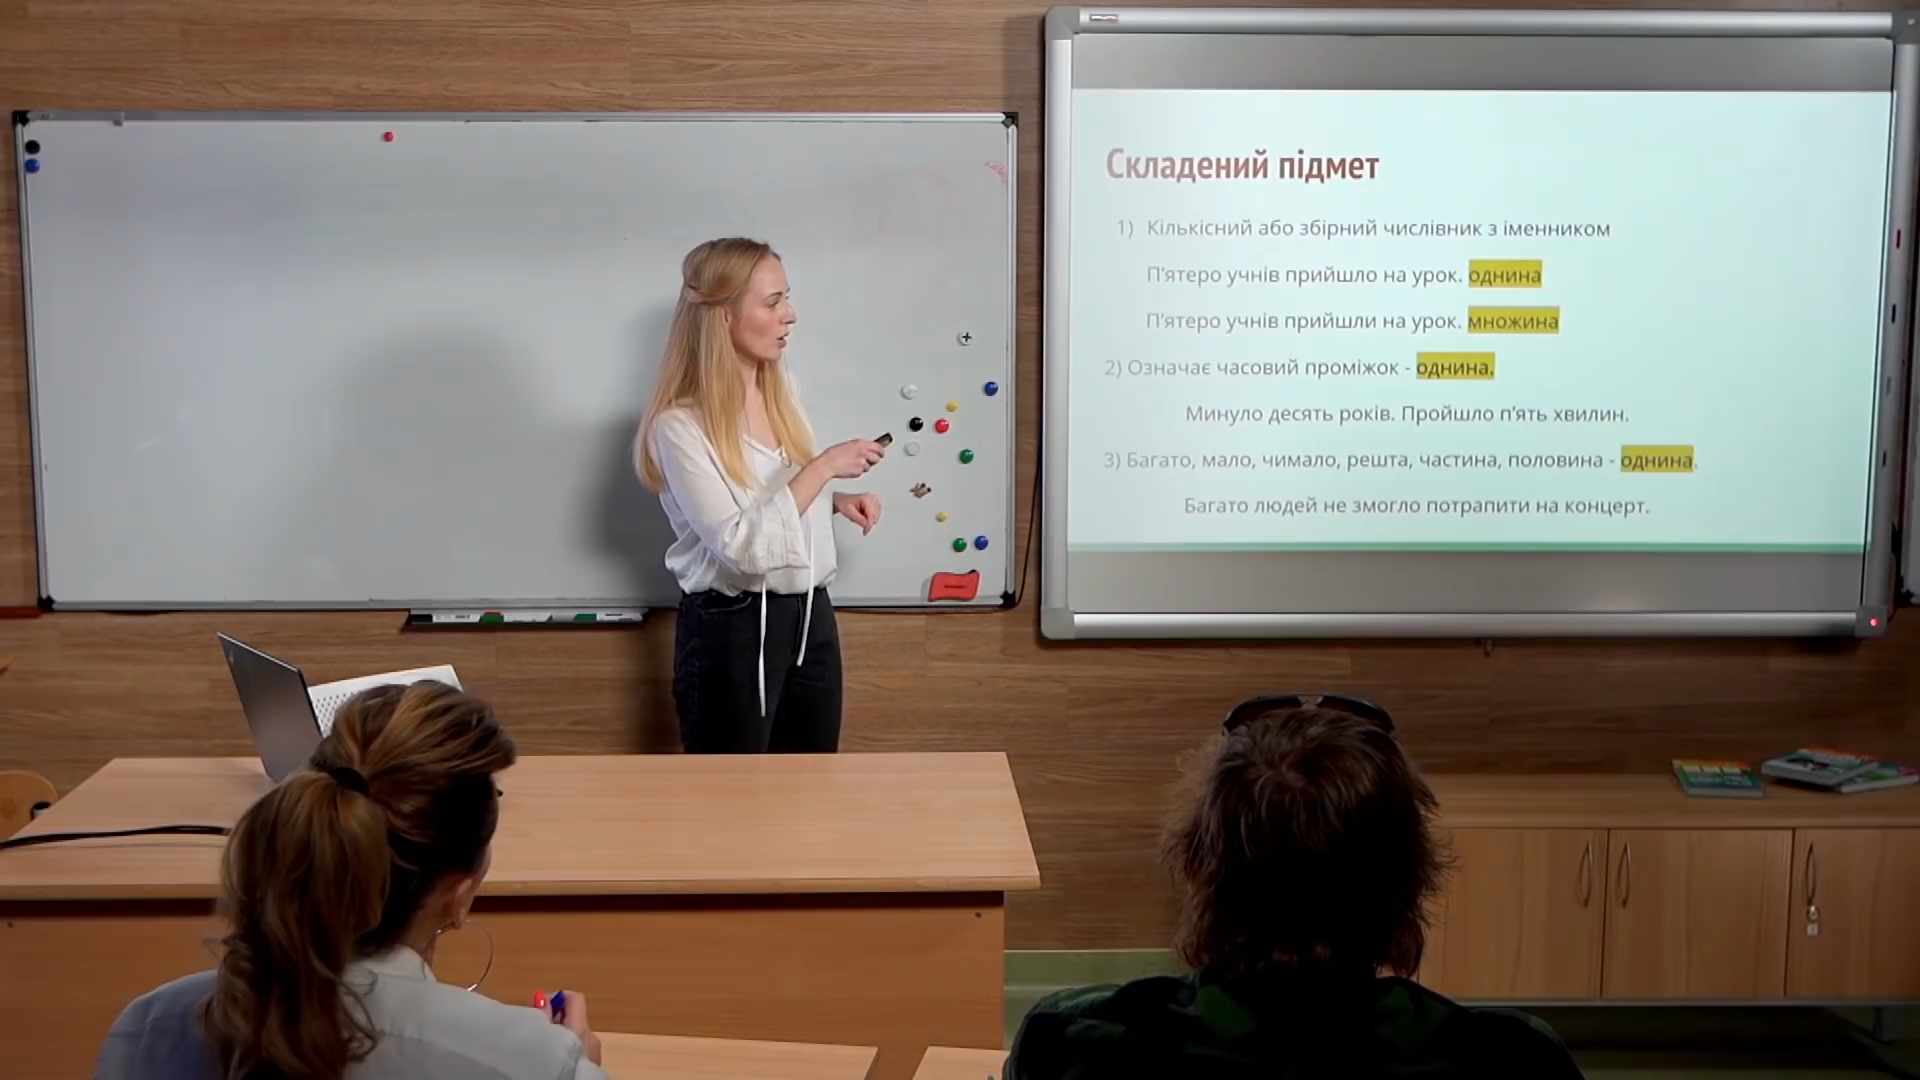 Складений підмет
1) Кількісний або збірний числівник з іменником
П'ятеро учнів прийшло на урок. однина
П'ятеро учнів прийшли на урок. множина
2) Означає часовий проміжок - однина.
Минуло десять років. Пройшло п'ять хвилин.
3) Багато, мало, чимало, решта, частина, половина - однина.
Багато людей не змогло потрапити на концерт.